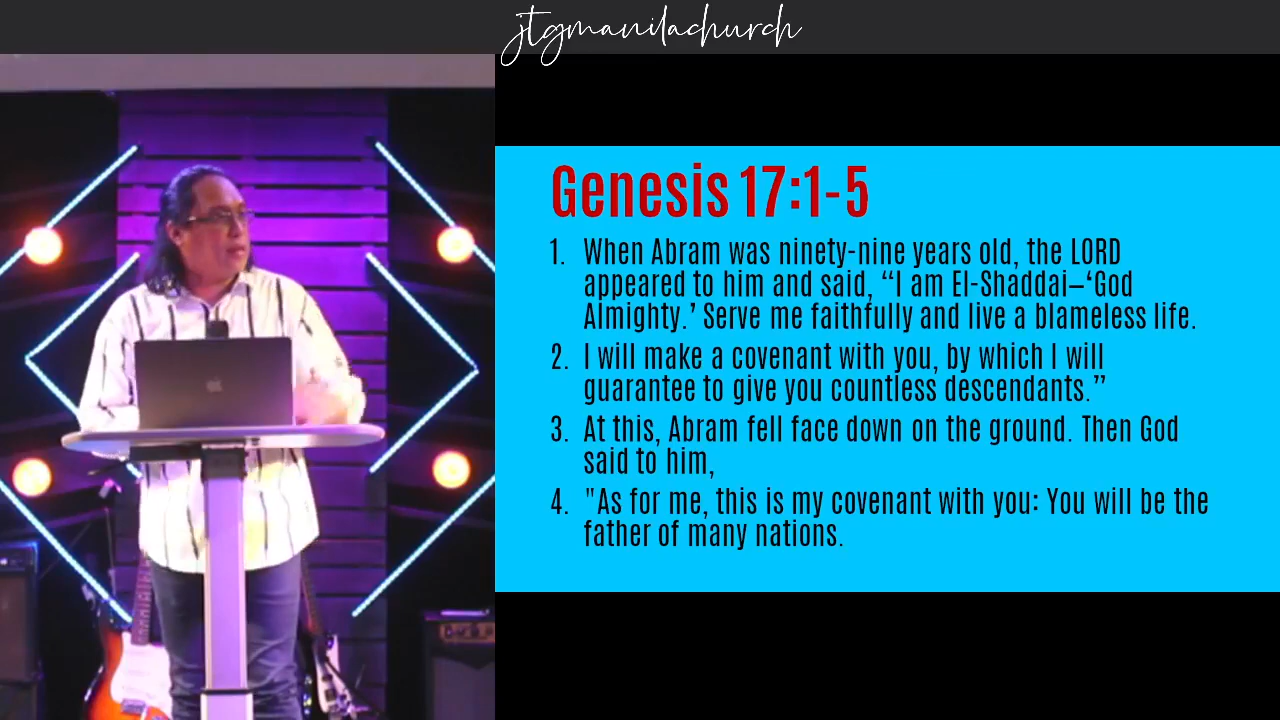 jtgmanilachurch
Genesis 17:1-5
1. When Abram was ninety-nine years old, the LORD
appeared to him and said, “I am El-Shaddai—‘God
Almighty.’ Serve me faithfully and live a blameless life.
2. I will make a covenant with you, by which I will
guarantee to give you countless descendants.”
3. At this, Abram fell face down on the ground. Then God
said to him,
4. "As for me, this is my covenant with you: You will be the
father of many nations.